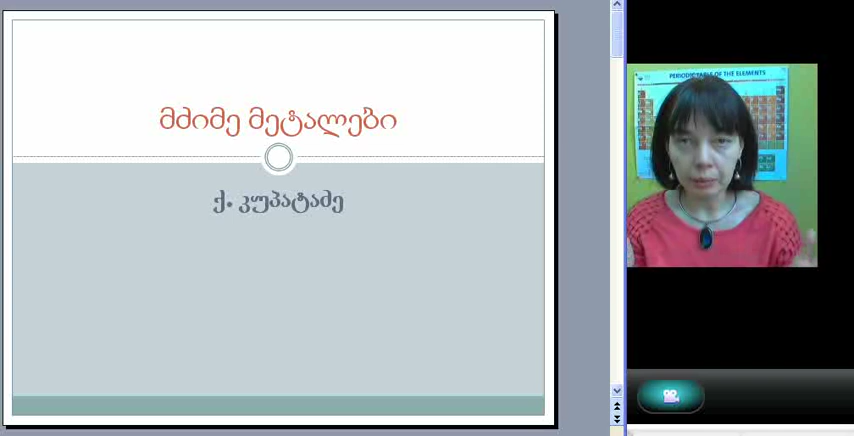 მძიმე მეტალები
ქ. კუპატაძე
PERIODIC TABLE OF THE ELEMENTS